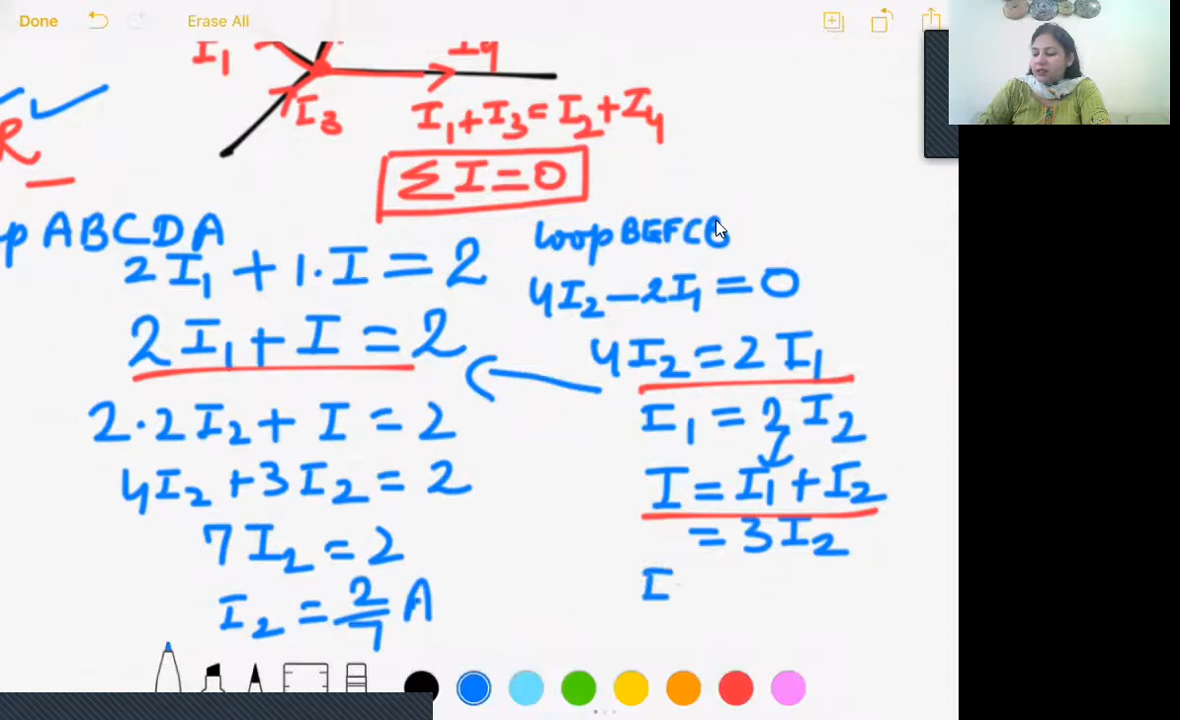 Done Erase All
I₁ I₄
I₃
R
I₁+I₃=I₂+I₄
Σ I=0
p ABCDA
2I₁ + 1·I = 2
2I₁ + I = 2
2·2I₂ + I = 2
4I₂ +3I₂ = 2
7I₂ = 2
I₂ = 2/7 A
loop BEFCB
4I₂ – 2I₁ = 0
4I₂ = 2I₁
I₁ = 2I₂
I = I₁ + I₂
= 3I₂
I